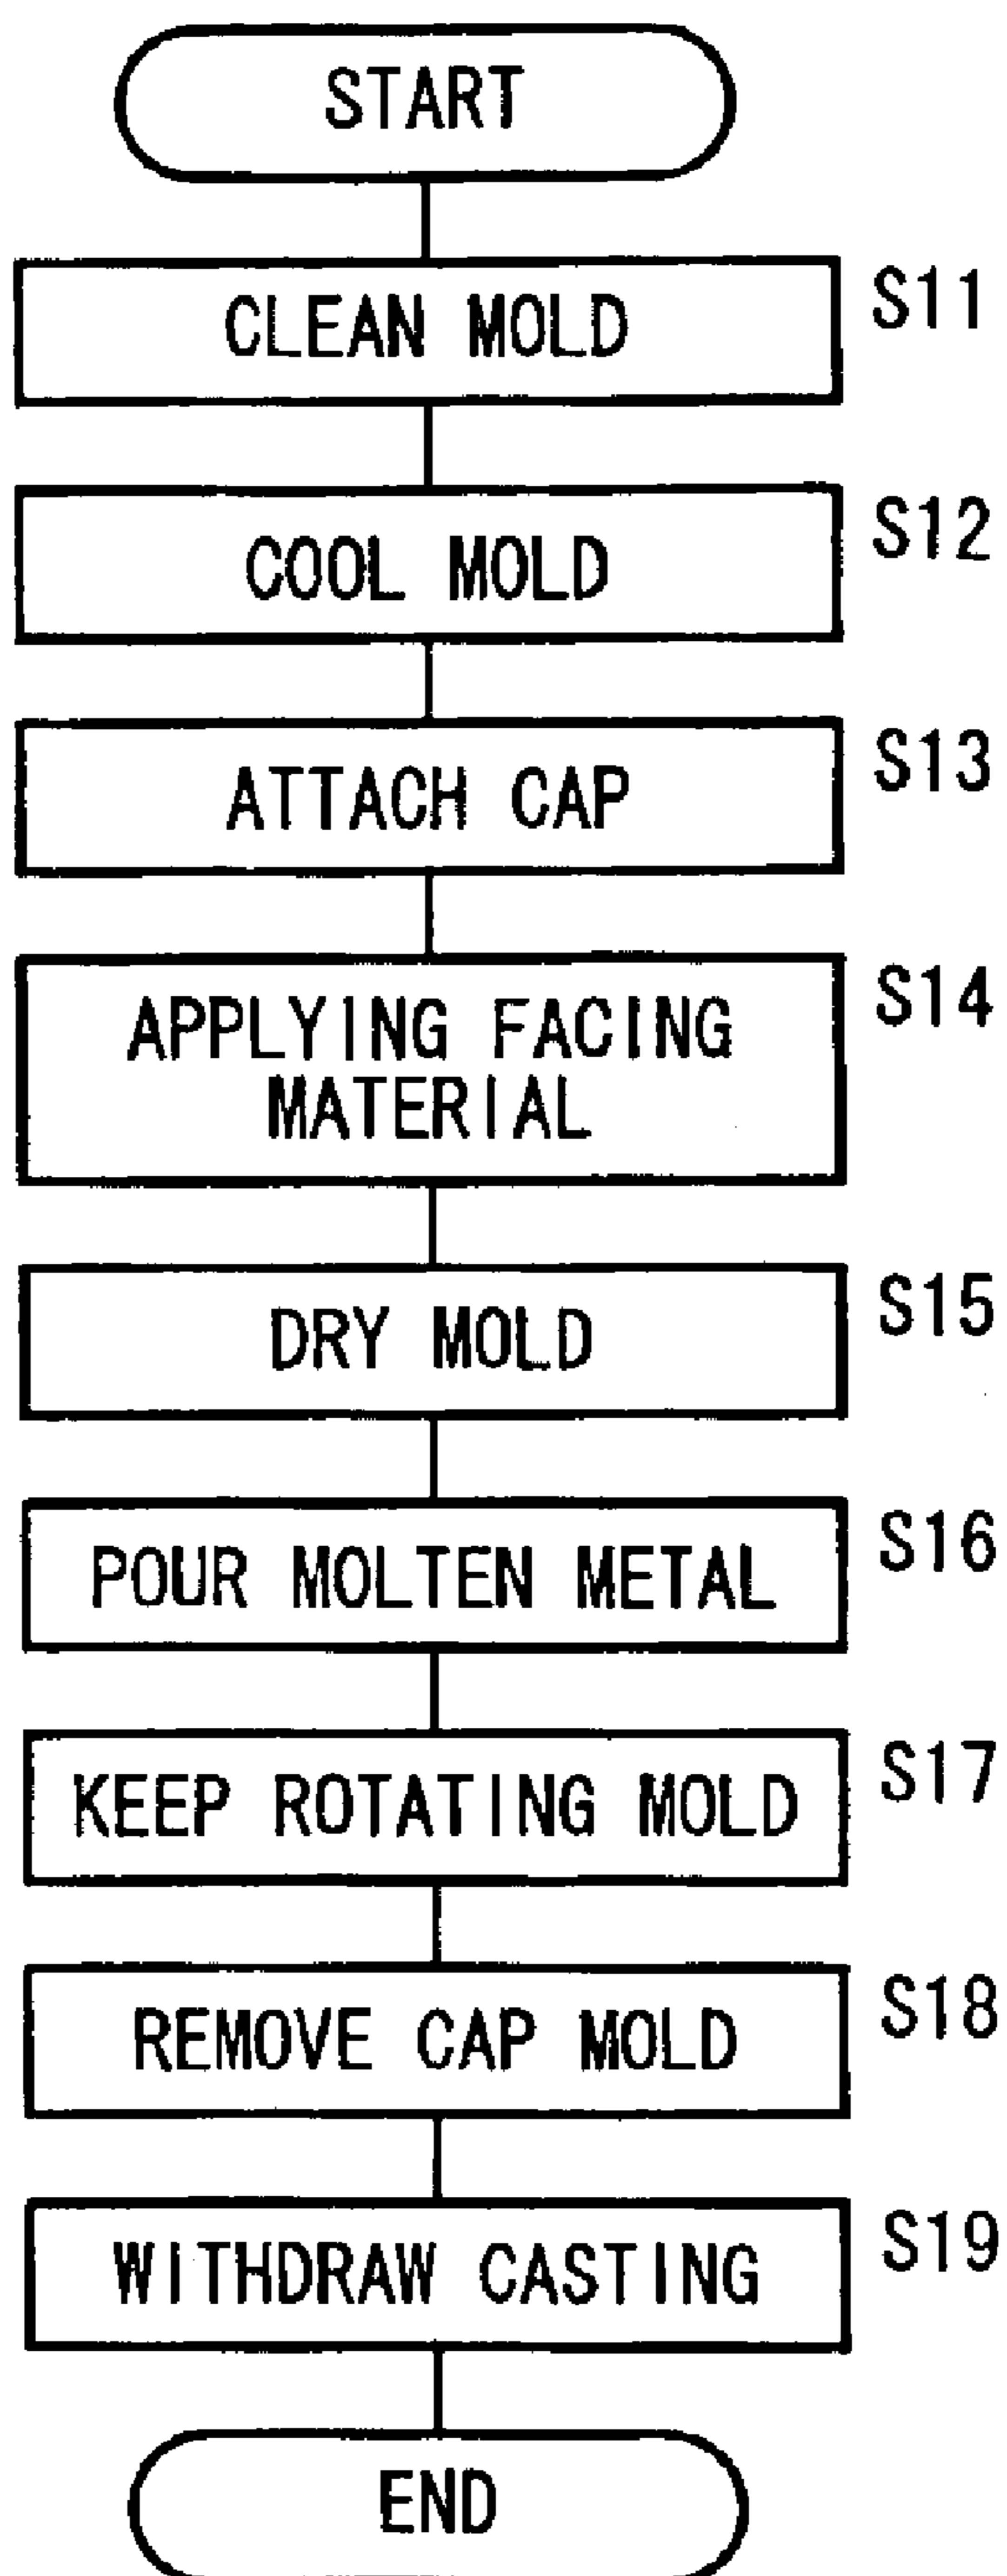 START
CLEAN MOLD S11
COOL MOLD S12
ATTACH CAP S13
APPLYING FACING S14
MATERIAL
DRY MOLD S15
POUR MOLTEN METAL S16
KEEP ROTATING MOLD S17
REMOVE CAP MOLD S18
WITHDRAW CASTING S19
END